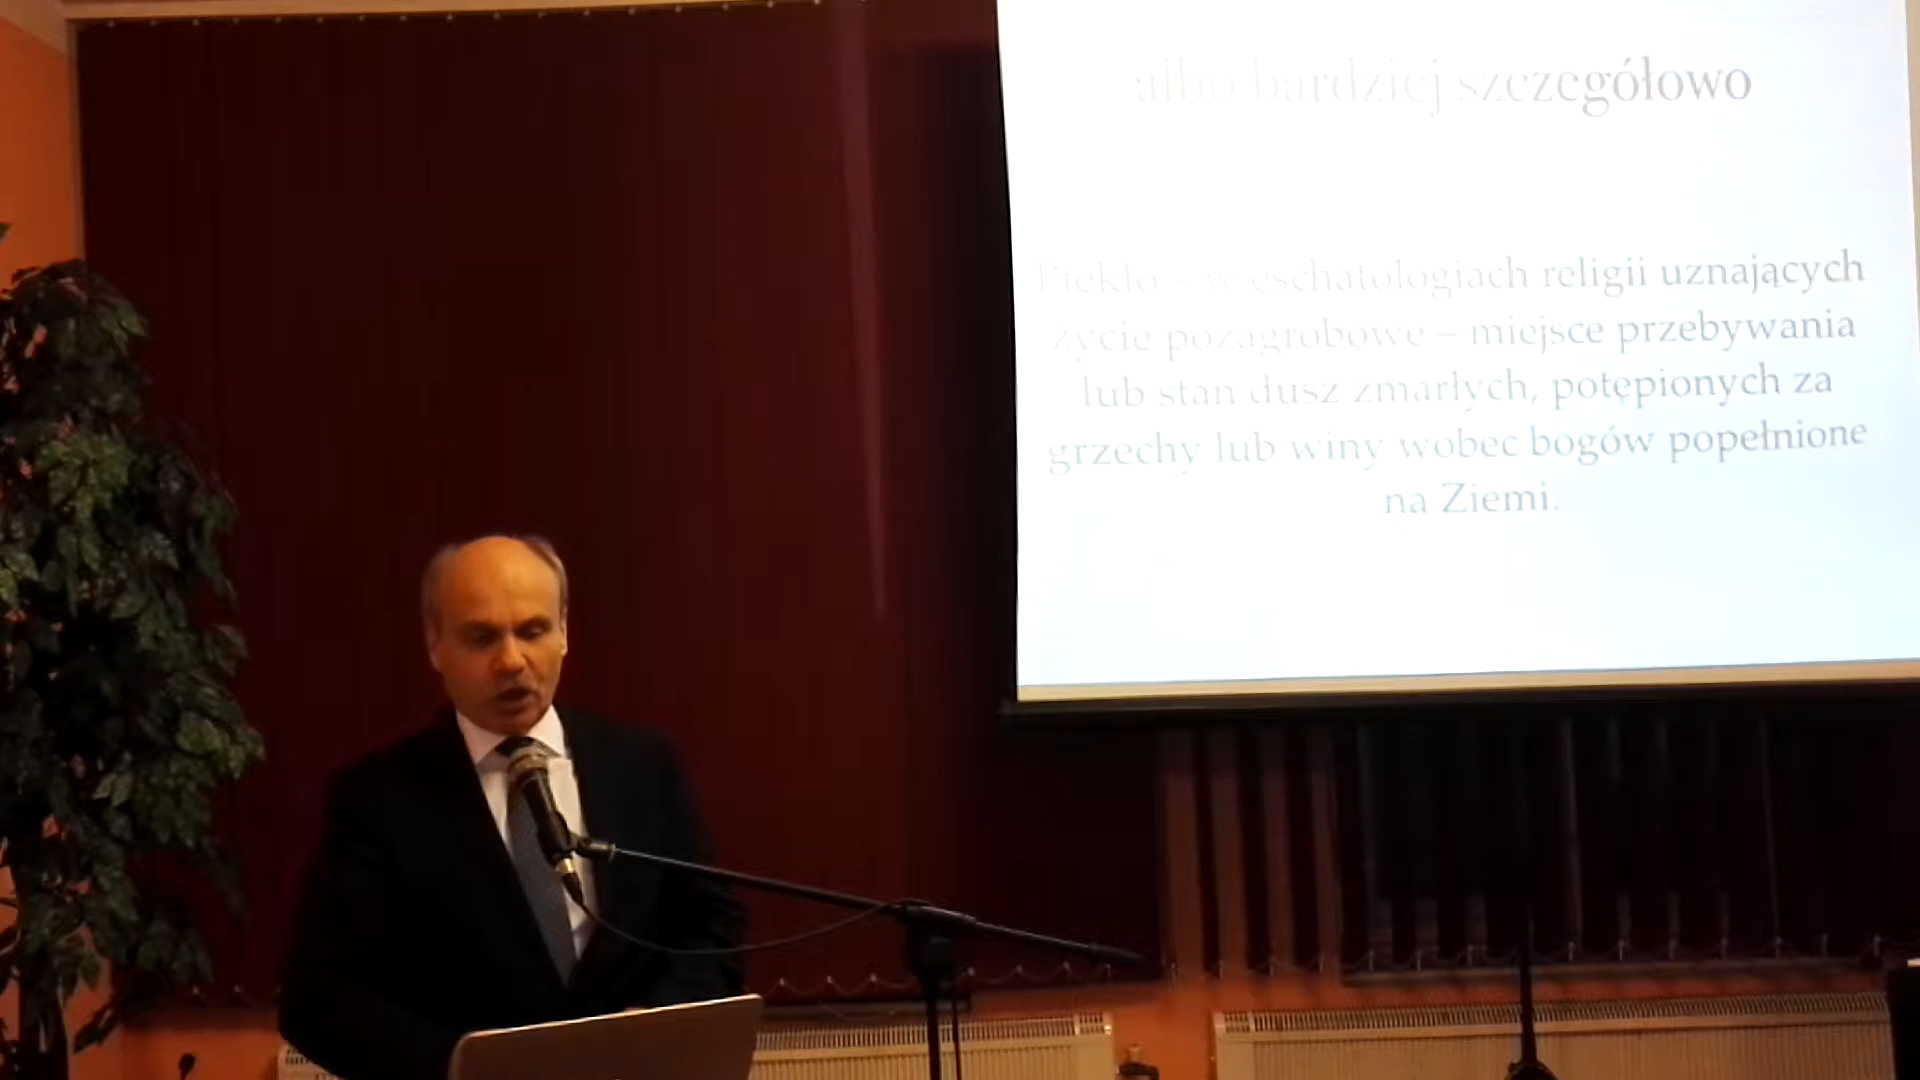 albo bardziej szczegółowo
Piekło – w eschatologiach religii uznających
życie pozagrobowe – miejsce przebywania
lub stan dusz zmarłych, potępionych za
grzechy lub winy wobec bogów popełnione
na Ziemi.